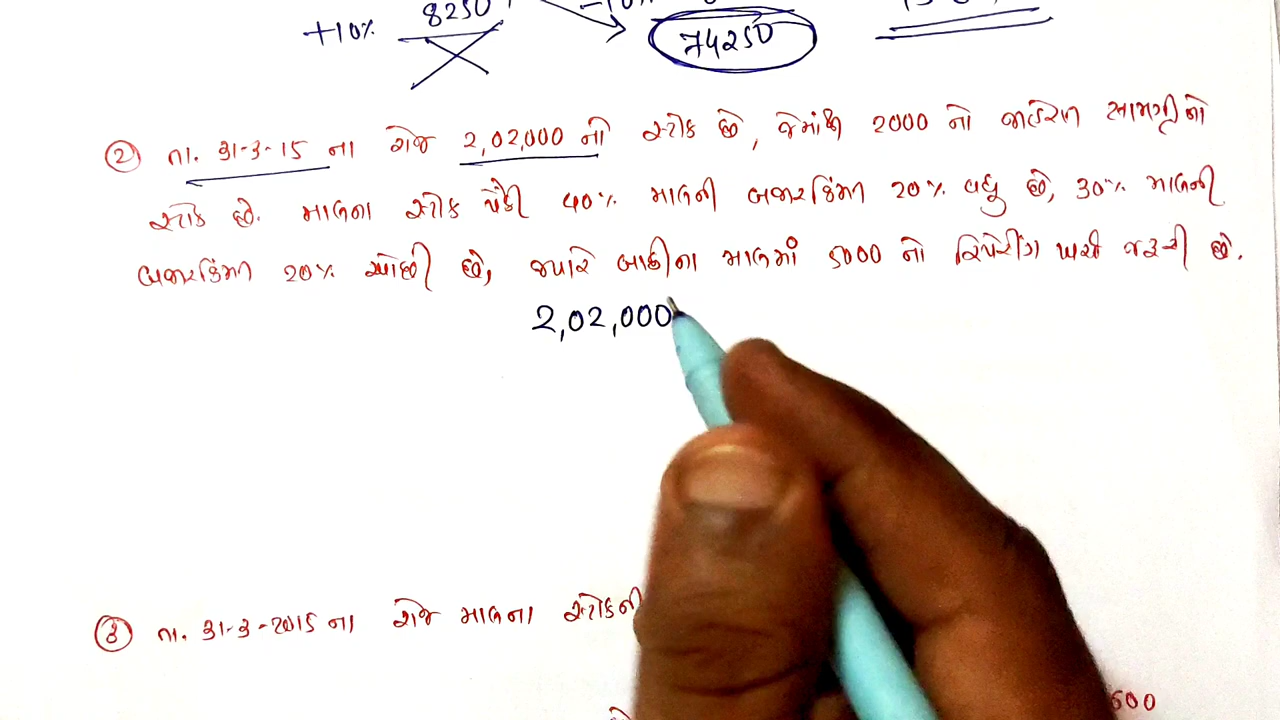 +10% 8250
74250
(2) તા. 31-3-15 ના રોજ 2,02,000 નો સ્ટોક છે, જેમાંથી 2000 નો જાહેરાત સામગ્રીનો
સ્ટોક છે. માલના સ્ટોક પૈકી 40% માલની બજારકિંમત 20% વધુ છે, 30% માલની
બજારકિંમત 20% ઓછી છે, જ્યારે બાકીના માલમાં 5000 નો રિપેરીંગ ખર્ચ જરૂરી છે.
2,02,000
(3) તા. 31-3-2015 ના રોજ માલના સ્ટોકની
600